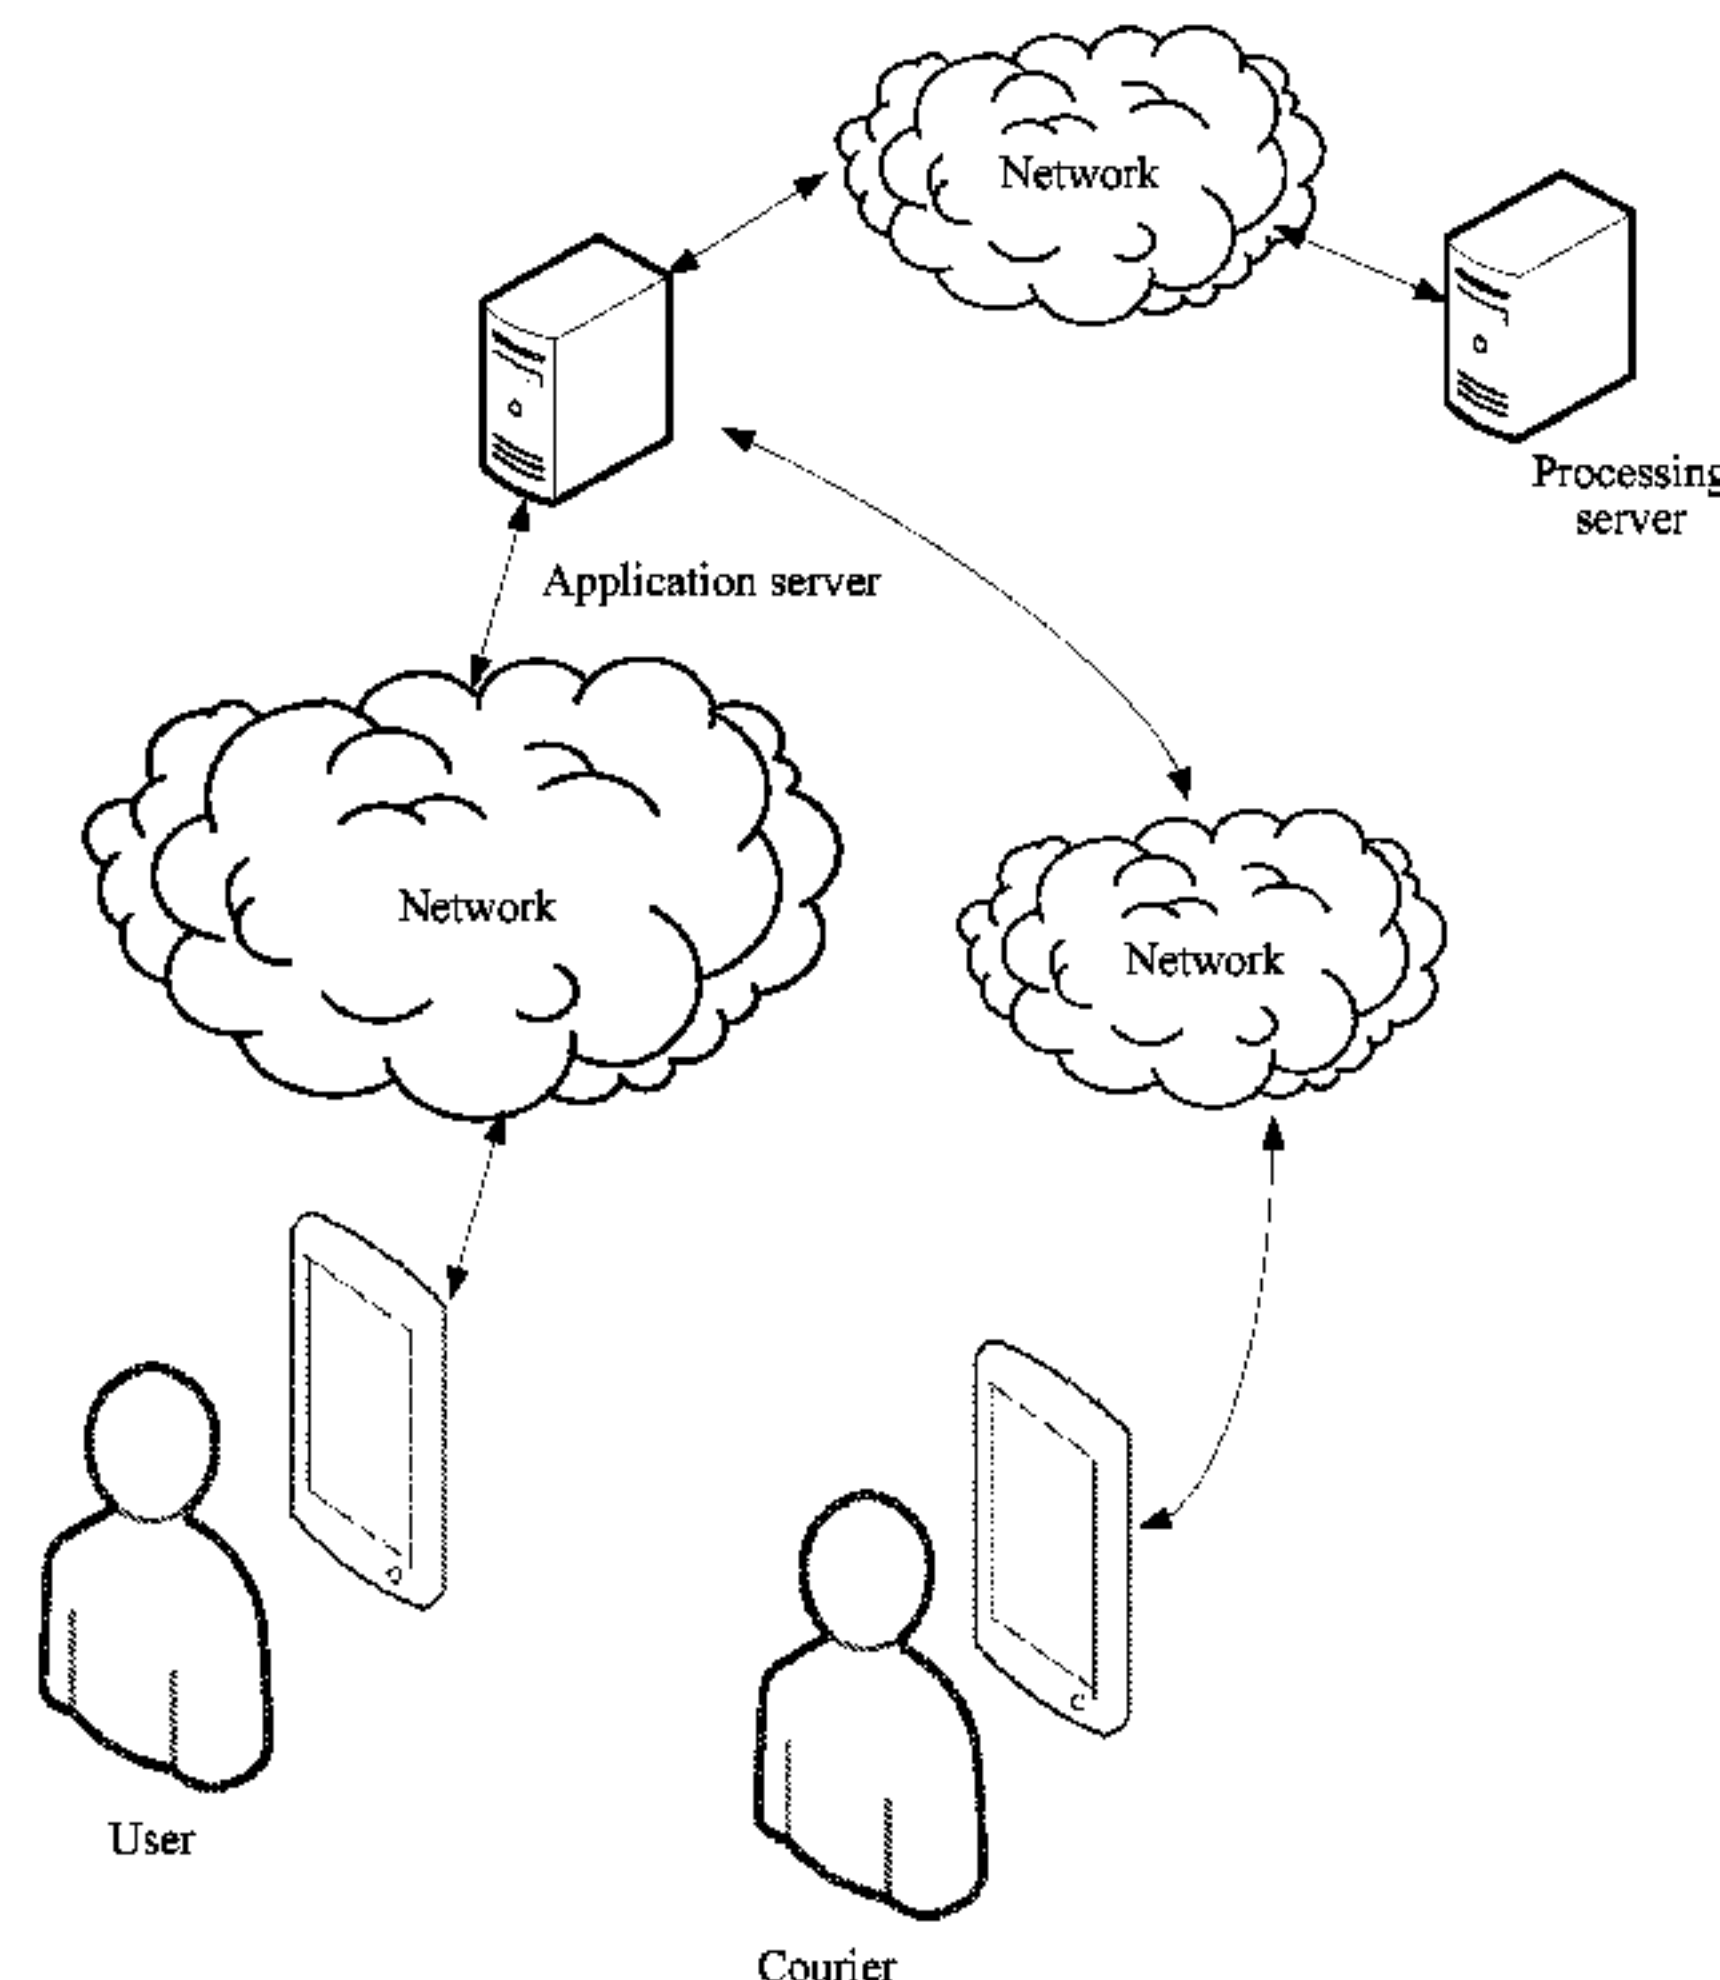 Network
Processing
server
Application server
Network
Network
User
Courier